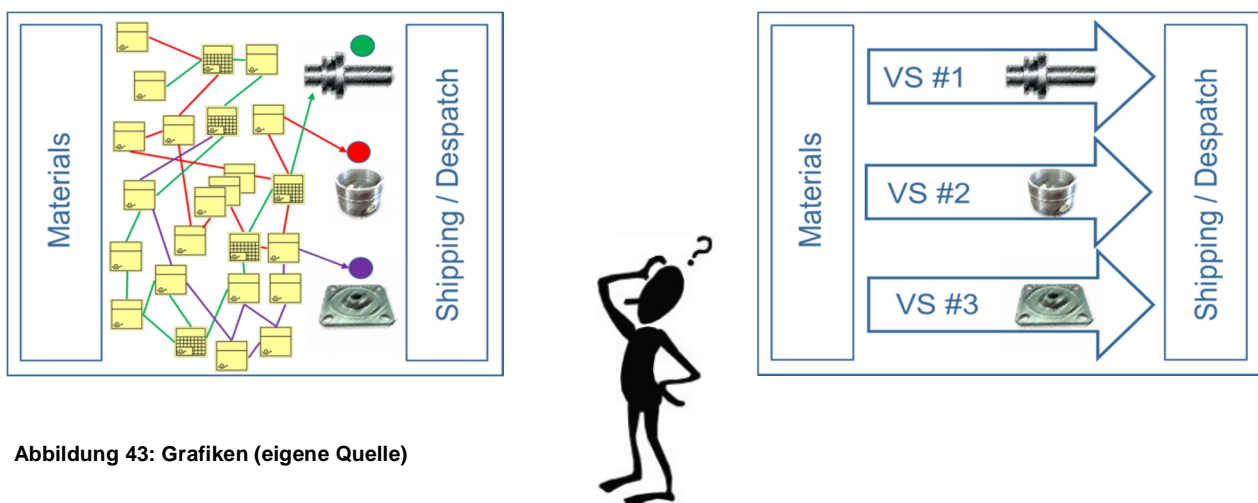 Materials
Shipping / Despatch
?
Materials
VS #1
VS #2
VS #3
Shipping / Despatch
Abbildung 43: Grafiken (eigene Quelle)